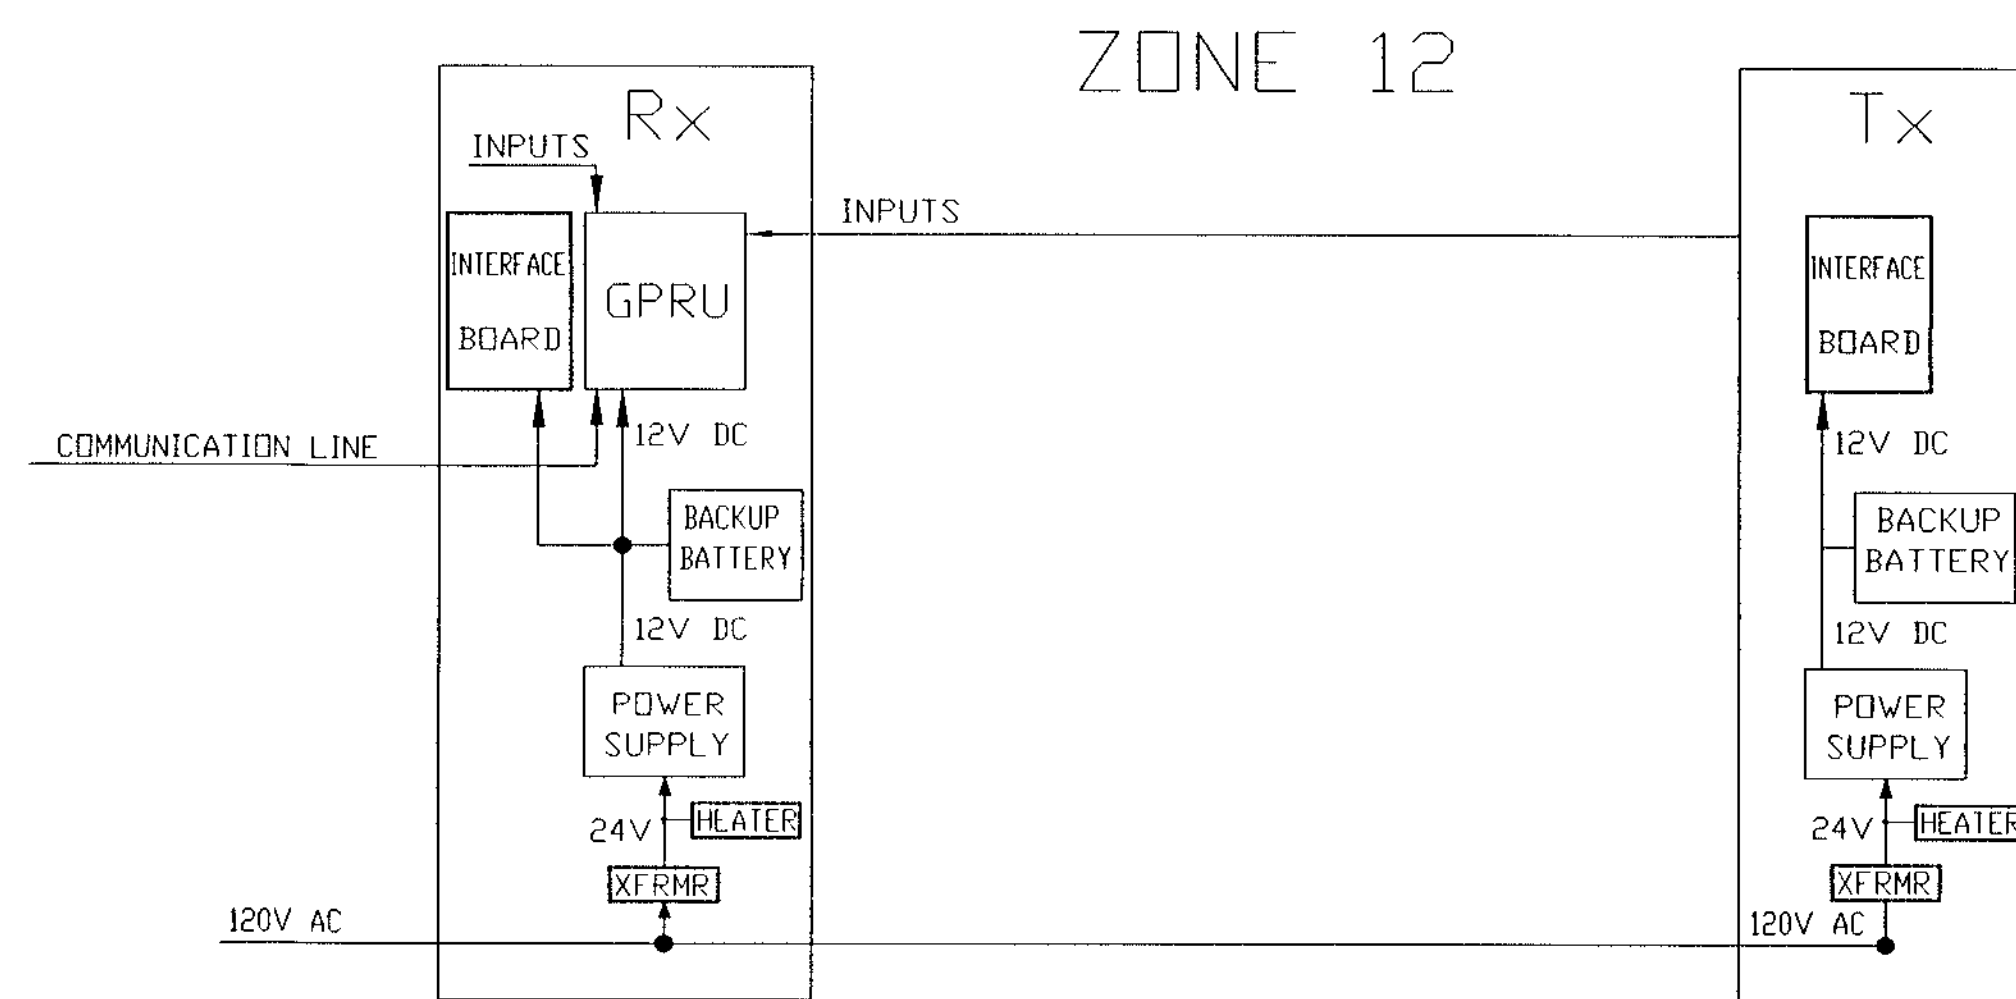 ZONE 12
Rx
INPUTS
INTERFACE
BOARD
GPRU
INPUTS
COMMUNICATION LINE
12V DC
BACKUP
BATTERY
12V DC
POWER
SUPPLY
24V
HEATER
XFRMR
120V AC
Tx
INTERFACE
BOARD
12V DC
BACKUP
BATTERY
12V DC
POWER
SUPPLY
24V
HEATER
XFRMR
120V AC